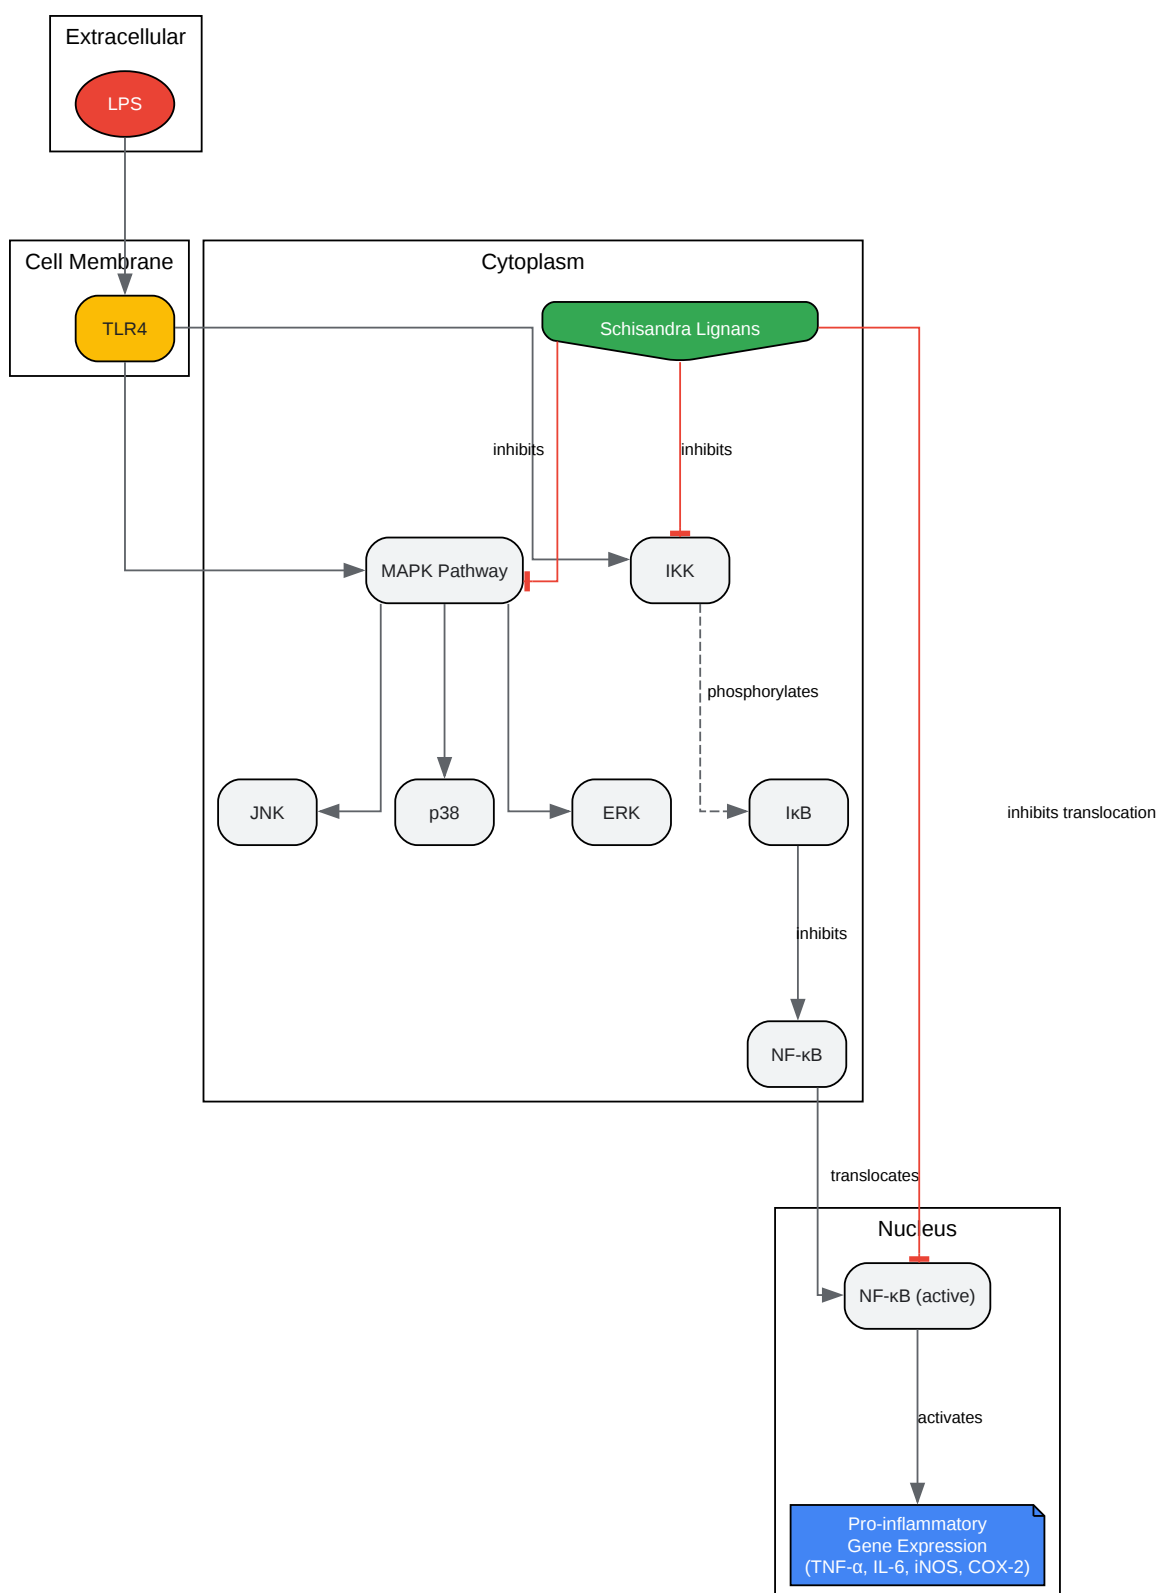 Extracellular
LPS
Cell Membrane
TLR4
Cytoplasm
Schisandra Lignans
inhibits
inhibits
MAPK Pathway
IKK
phosphorylates
JNK
p38
ERK
IκB
inhibits translocation
inhibits
NF-κB
translocates
Nucleus
NF-κB (active)
activates
Pro-inflammatory
Gene Expression
(TNF-α, IL-6, iNOS, COX-2)